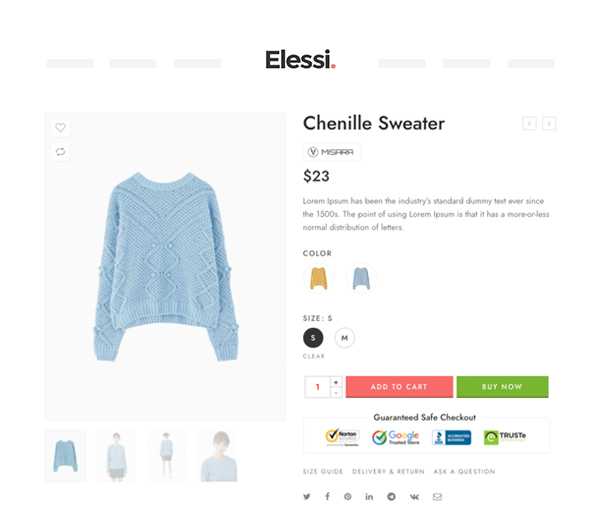 Elessi.
Chenille Sweater
MISARA
$23
Lorem Ipsum has been the industry's standard dummy text ever since
the 1500s. The point of using Lorem Ipsum is that it has a more-or-less
normal distribution of letters.
COLOR
SIZE: S
S M
CLEAR
1 + -
ADD TO CART BUY NOW
Guaranteed Safe Checkout
Norton Google Trusted Store BBB ACCREDITED BUSINESS TRUSTe
SIZE GUIDE DELIVERY & RETURN ASK A QUESTION